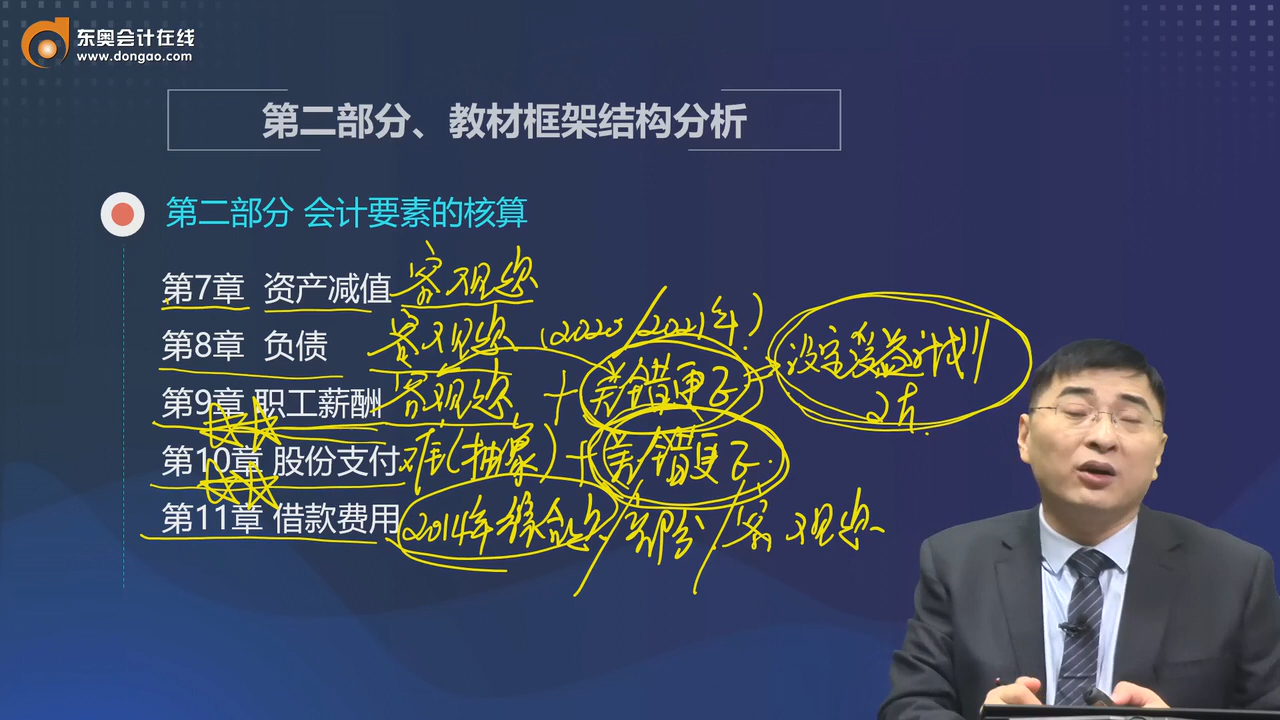 东奥会计在线
www.dongao.com
第二部分、教材框架结构分析
第二部分 会计要素的核算
第7章 资产减值 客观题
第8章 负债 客观题 (2020/2021年)
第9章 职工薪酬 客观题 + 差错更正 设定受益计划
第10章 股份支付 难(抽象) + 差错更正
第11章 借款费用 2014年综合题/部分/客观题